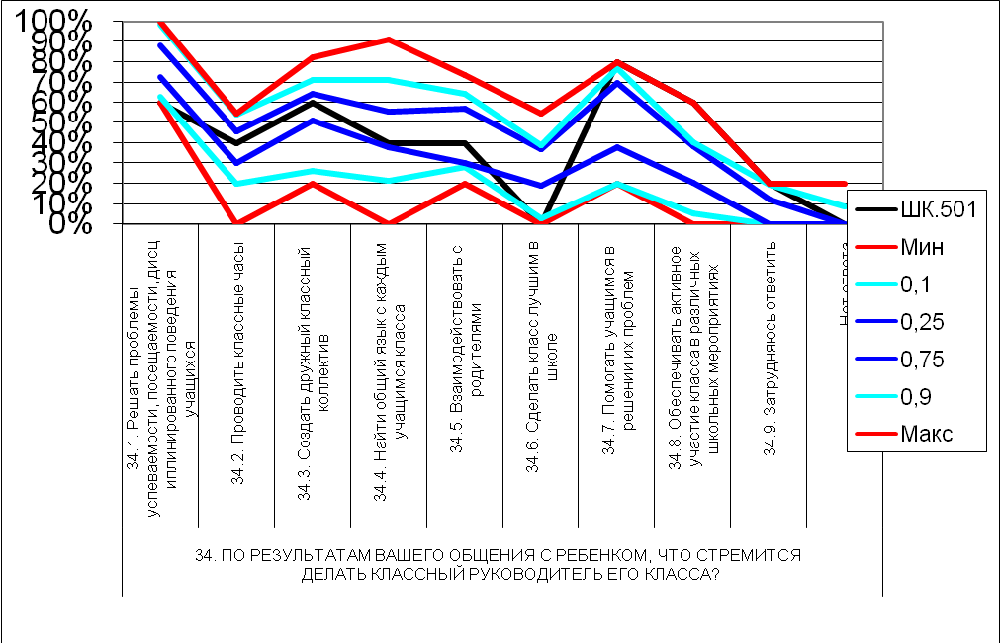 100%
90%
80%
70%
60%
50%
40%
30%
20%
10%
0%
34.1. Решать проблемы
успеваемости, посещаемости, дисц
иплинированного поведения
учащихся
34.2. Проводить классные часы
34.3. Создать дружный классный
коллектив
34.4. Найти общий язык с каждым
учащимся класса
34.5. Взаимодействовать с
родителями
34.6. Сделать класс лучшим в
школе
34.7. Помогать учащимся в
решении их проблем
34.8. Обеспечивать активное
участие класса в различных
школьных мероприятиях
34.9. Затрудняюсь ответить
Нет ответа
34. ПО РЕЗУЛЬТАТАМ ВАШЕГО ОБЩЕНИЯ С РЕБЕНКОМ, ЧТО СТРЕМИТСЯ
ДЕЛАТЬ КЛАССНЫЙ РУКОВОДИТЕЛЬ ЕГО КЛАССА?
ШК.501
Мин
0,1
0,25
0,75
0,9
Макс